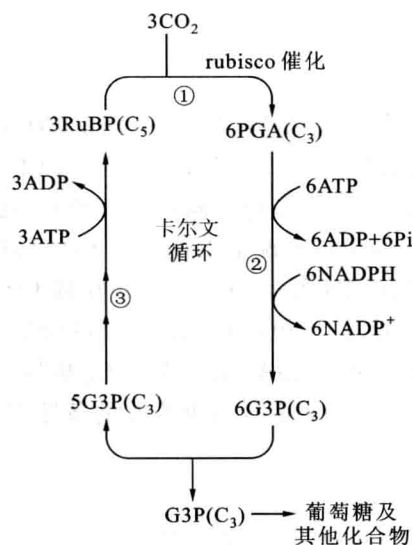 3CO₂
rubisco 催化
①
3RuBP(C₅)
6PGA(C₃)
3ADP
6ATP
3ATP
卡尔文
循环
6ADP+6Pi
②
6NADPH
③
6NADP⁺
5G3P(C₃)
6G3P(C₃)
G3P(C₃)
葡萄糖及
其他化合物